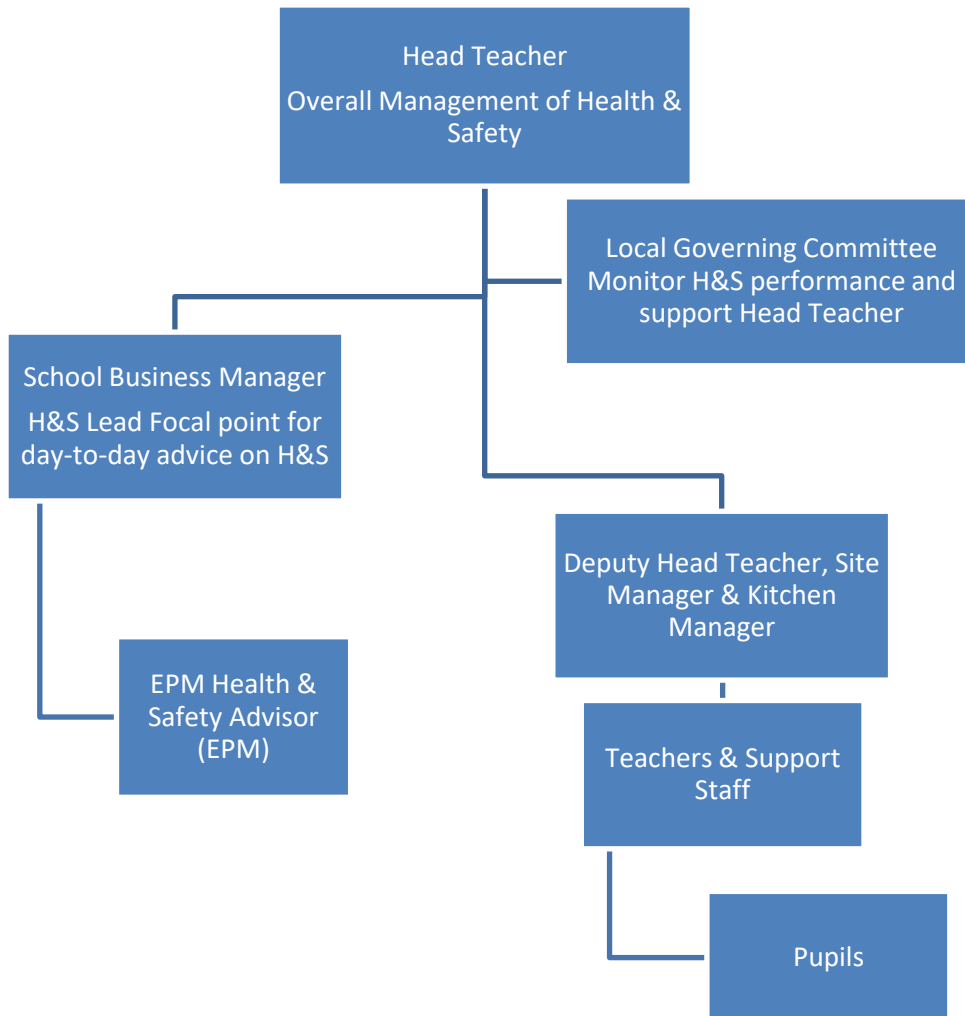 Head Teacher
Overall Management of Health &
Safety
Local Governing Committee
Monitor H&S performance and
support Head Teacher
School Business Manager
H&S Lead Focal point for
day-to-day advice on H&S
Deputy Head Teacher, Site
Manager & Kitchen
Manager
EPM Health &
Safety Advisor
(EPM)
Teachers & Support
Staff
Pupils